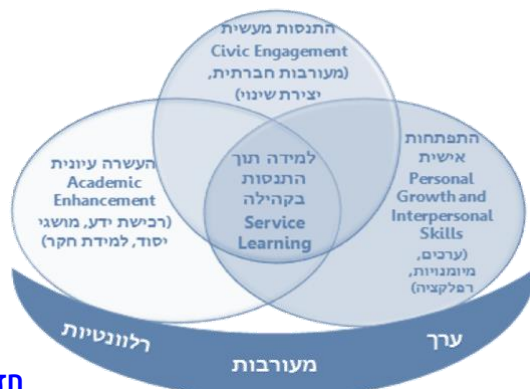 התנסות מעשית
Civic Engagement
(מעורבות חברתית,
יצירת שינוי)
התפתחות
אישית
Personal
Growth and
Interpersonal
Skills
(ערכים,
מיומנויות,
רפלקציה)
למידה תוך
התנסות
בקהילה
Service
Learning
העשרה עיונית
Academic
Enhancement
(רכישת ידע, מושגי
יסוד, למידת חקר)
ערך
מעורבות
רלוונטיות